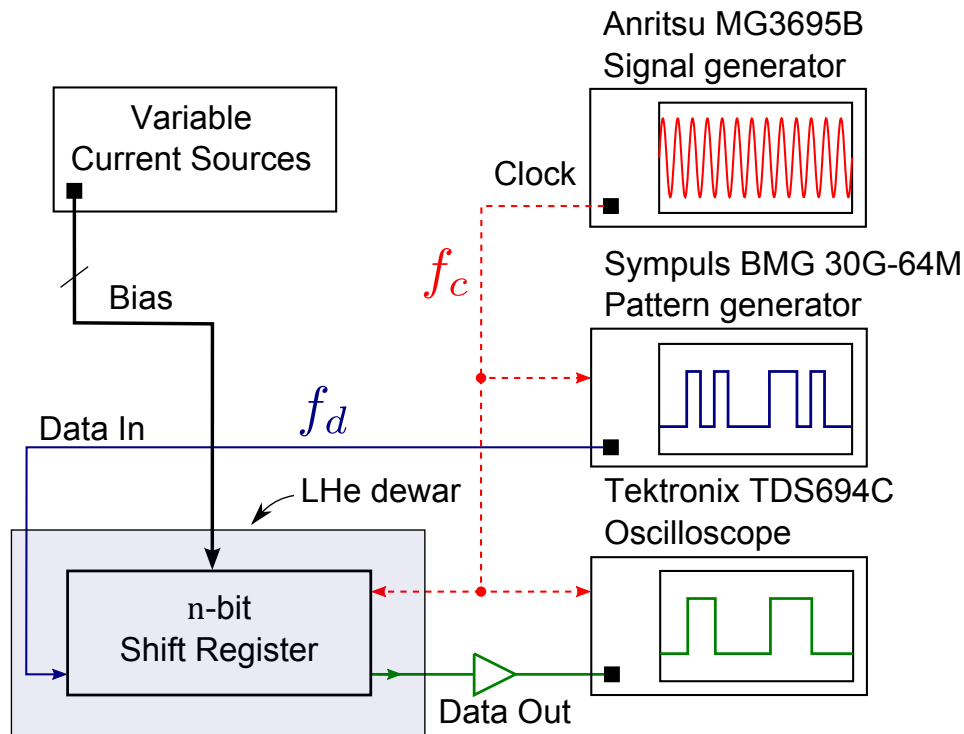 Anritsu MG3695B
Signal generator
Variable
Current Sources
Clock
f_c
Sympuls BMG 30G-64M
Pattern generator
Bias
Data In
f_d
LHe dewar
Tektronix TDS694C
Oscilloscope
n-bit
Shift Register
Data Out